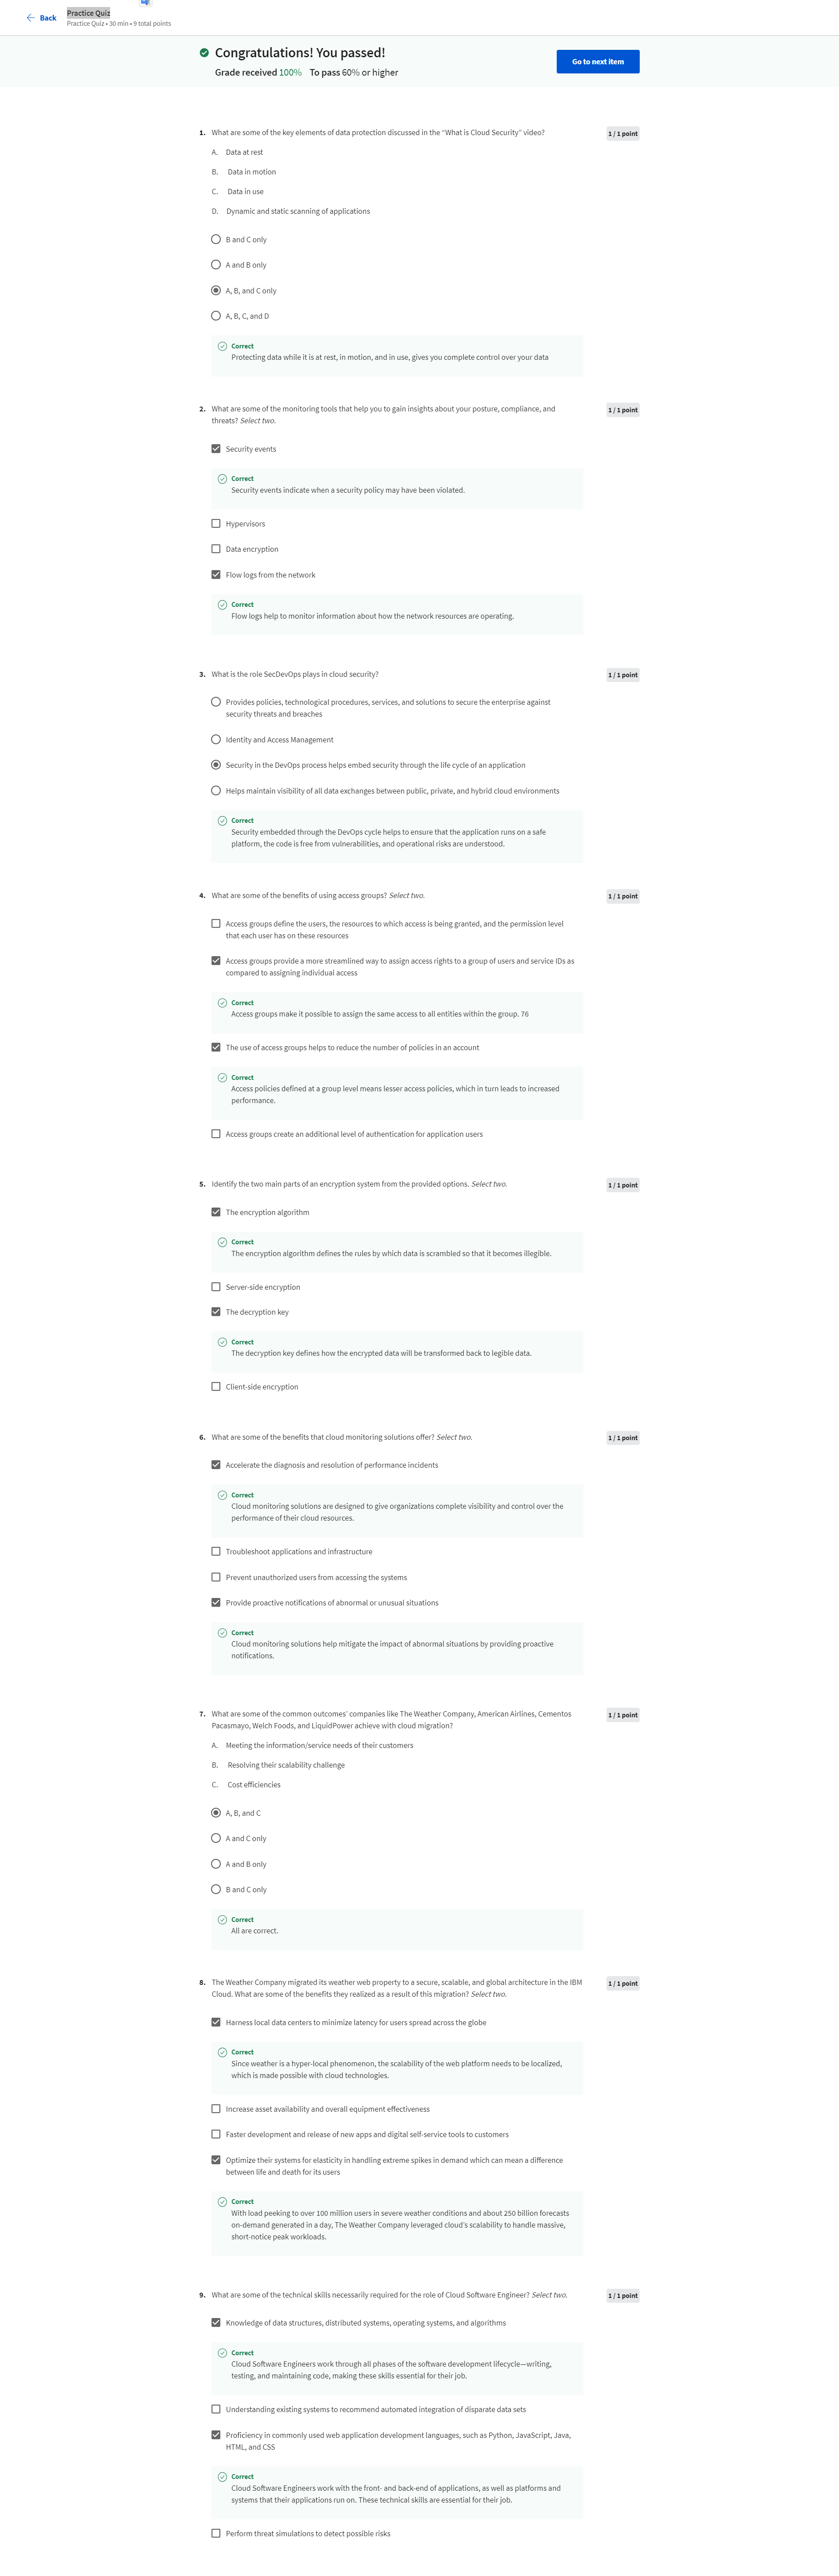 Back
Practice Quiz
Practice Quiz • 30 min • 9 total points
Congratulations! You passed!
Grade received 100% To pass 60% or higher
Go to next item
1. What are some of the key elements of data protection discussed in the “What is Cloud Security” video?
1 / 1 point
A. Data at rest
B. Data in motion
C. Data in use
D. Dynamic and static scanning of applications
B and C only
A and B only
A, B, and C only
A, B, C, and D
Correct
Protecting data while it is at rest, in motion, and in use, gives you complete control over your data
2. What are some of the monitoring tools that help you to gain insights about your posture, compliance, and
threats? Select two.
1 / 1 point
Security events
Correct
Security events indicate when a security policy may have been violated.
Hypervisors
Data encryption
Flow logs from the network
Correct
Flow logs help to monitor information about how the network resources are operating.
3. What is the role SecDevOps plays in cloud security?
1 / 1 point
Provides policies, technological procedures, services, and solutions to secure the enterprise against
security threats and breaches
Identity and Access Management
Security in the DevOps process helps embed security through the life cycle of an application
Helps maintain visibility of all data exchanges between public, private, and hybrid cloud environments
Correct
Security embedded through the DevOps cycle helps to ensure that the application runs on a safe
platform, the code is free from vulnerabilities, and operational risks are understood.
4. What are some of the benefits of using access groups? Select two.
1 / 1 point
Access groups define the users, the resources to which access is being granted, and the permission level
that each user has on these resources
Access groups provide a more streamlined way to assign access rights to a group of users and service IDs as
compared to assigning individual access
Correct
Access groups make it possible to assign the same access to all entities within the group. 76
The use of access groups helps to reduce the number of policies in an account
Correct
Access policies defined at a group level means lesser access policies, which in turn leads to increased
performance.
Access groups create an additional level of authentication for application users
5. Identify the two main parts of an encryption system from the provided options. Select two.
1 / 1 point
The encryption algorithm
Correct
The encryption algorithm defines the rules by which data is scrambled so that it becomes illegible.
Server-side encryption
The decryption key
Correct
The decryption key defines how the encrypted data will be transformed back to legible data.
Client-side encryption
6. What are some of the benefits that cloud monitoring solutions offer? Select two.
1 / 1 point
Accelerate the diagnosis and resolution of performance incidents
Correct
Cloud monitoring solutions are designed to give organizations complete visibility and control over the
performance of their cloud resources.
Troubleshoot applications and infrastructure
Prevent unauthorized users from accessing the systems
Provide proactive notifications of abnormal or unusual situations
Correct
Cloud monitoring solutions help mitigate the impact of abnormal situations by providing proactive
notifications.
7. What are some of the common outcomes’ companies like The Weather Company, American Airlines, Cementos
Pacasmayo, Welch Foods, and LiquidPower achieve with cloud migration?
1 / 1 point
A. Meeting the information/service needs of their customers
B. Resolving their scalability challenge
C. Cost efficiencies
A, B, and C
A and C only
A and B only
B and C only
Correct
All are correct.
8. The Weather Company migrated its weather web property to a secure, scalable, and global architecture in the IBM
Cloud. What are some of the benefits they realized as a result of this migration? Select two.
1 / 1 point
Harness local data centers to minimize latency for users spread across the globe
Correct
Since weather is a hyper-local phenomenon, the scalability of the web platform needs to be localized,
which is made possible with cloud technologies.
Increase asset availability and overall equipment effectiveness
Faster development and release of new apps and digital self-service tools to customers
Optimize their systems for elasticity in handling extreme spikes in demand which can mean a difference
between life and death for its users
Correct
With load peeking to over 100 million users in severe weather conditions and about 250 billion forecasts
on-demand generated in a day, The Weather Company leveraged cloud’s scalability to handle massive,
short-notice peak workloads.
9. What are some of the technical skills necessarily required for the role of Cloud Software Engineer? Select two.
1 / 1 point
Knowledge of data structures, distributed systems, operating systems, and algorithms
Correct
Cloud Software Engineers work through all phases of the software development lifecycle—writing,
testing, and maintaining code, making these skills essential for their job.
Understanding existing systems to recommend automated integration of disparate data sets
Proficiency in commonly used web application development languages, such as Python, JavaScript, Java,
HTML, and CSS
Correct
Cloud Software Engineers work with the front- and back-end of applications, as well as platforms and
systems that their applications run on. These technical skills are essential for their job.
Perform threat simulations to detect possible risks